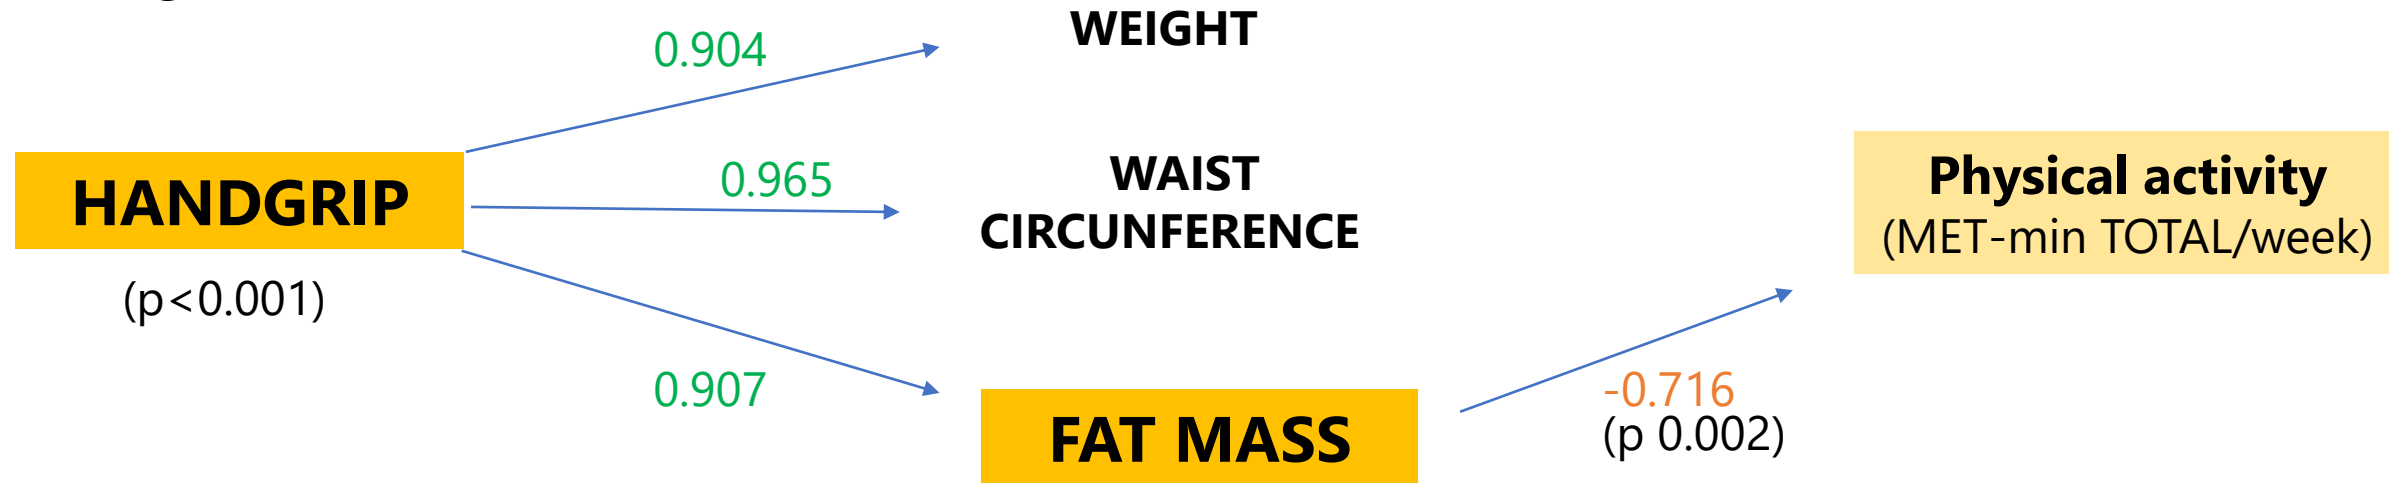 WEIGHT
0.904
HANDGRIP
(p<0.001)
0.965
WAIST
CIRCUNFERENCE
0.907
FAT MASS
-0.716
(p 0.002)
Physical activity
(MET-min TOTAL/week)